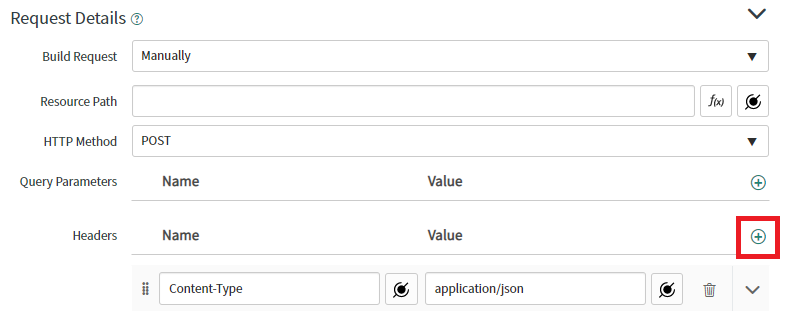 Request Details ?
Build Request Manually
Resource Path f(x)
HTTP Method POST
Query Parameters Name Value
Headers Name Value
Content-Type application/json